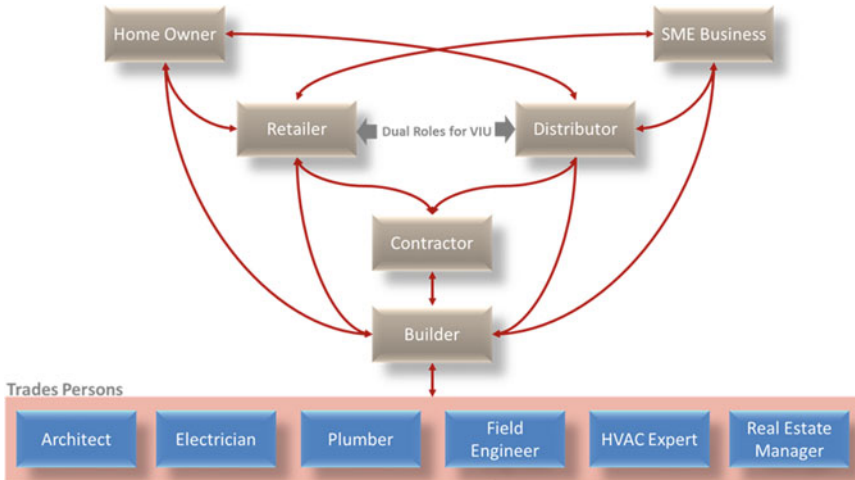 Home Owner
SME Business
Retailer
Dual Roles for VIU
Distributor
Contractor
Builder
Trades Persons
Architect
Electrician
Plumber
Field
Engineer
HVAC Expert
Real Estate
Manager